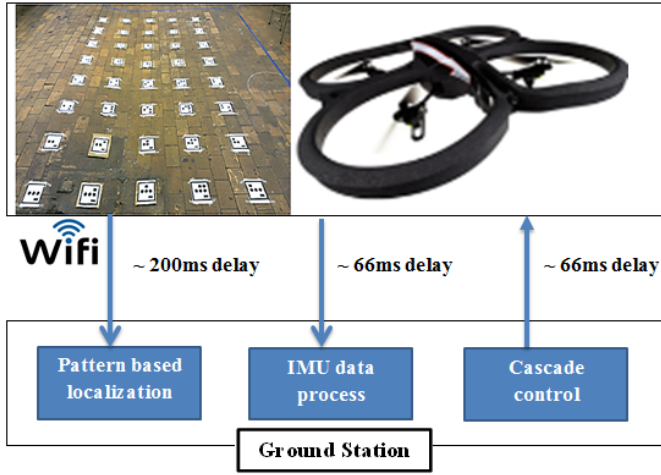 Wifi
~ 200ms delay
~ 66ms delay
~ 66ms delay
Pattern based
localization
IMU data
process
Cascade
control
Ground Station